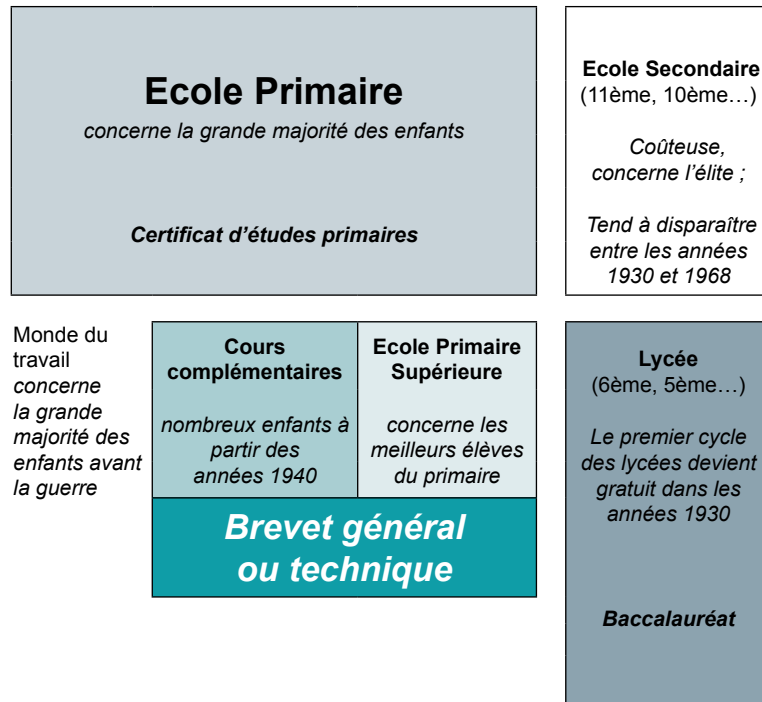 Ecole Primaire
concerne la grande majorité des enfants
Certificat d’études primaires
Ecole Secondaire
(11ème, 10ème…)
Coûteuse,
concerne l’élite ;
Tend à disparaître
entre les années
1930 et 1968
Monde du
travail
concerne
la grande
majorité des
enfants avant
la guerre
Cours
complémentaires
nombreux enfants à
partir des
années 1940
Ecole Primaire
Supérieure
concerne les
meilleurs élèves
du primaire
Brevet général
ou technique
Lycée
(6ème, 5ème…)
Le premier cycle
des lycées devient
gratuit dans les
années 1930
Baccalauréat